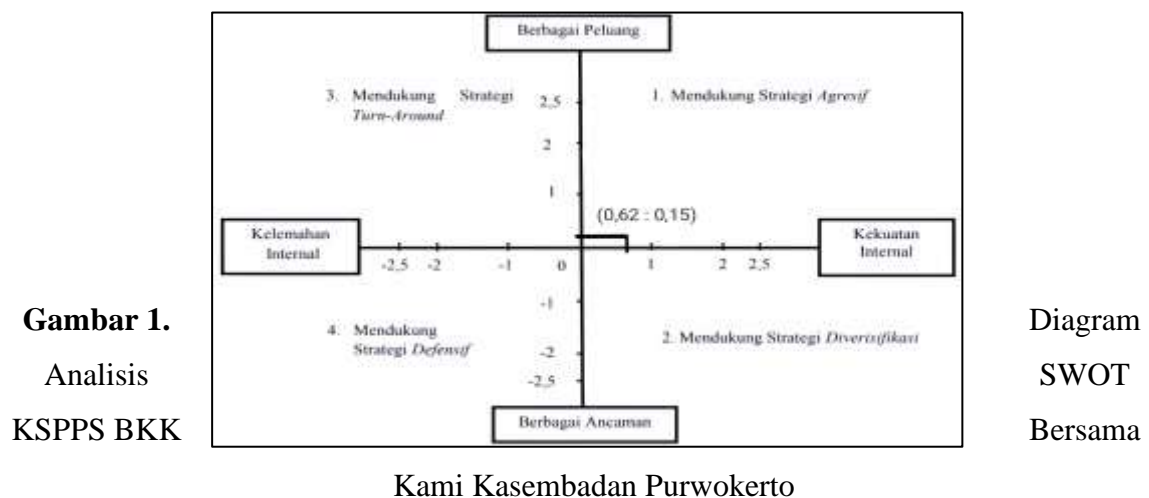 Berbagai Peluang
3. Mendukung Strategi
Turn-Around
1. Mendukung Strategi Agresif
2,5
2
1
(0,62 : 0,15)
Kelemahan
Internal
Kekuatan
Internal
-2,5 -2 -1 0 1 2 2,5
-1
4. Mendukung
Strategi Defensif
2. Mendukung Strategi Diverisifikasi
-2
-2,5
Berbagai Ancaman
Gambar 1. Diagram
Analisis SWOT
KSPPS BKK Bersama
Kami Kasembadan Purwokerto